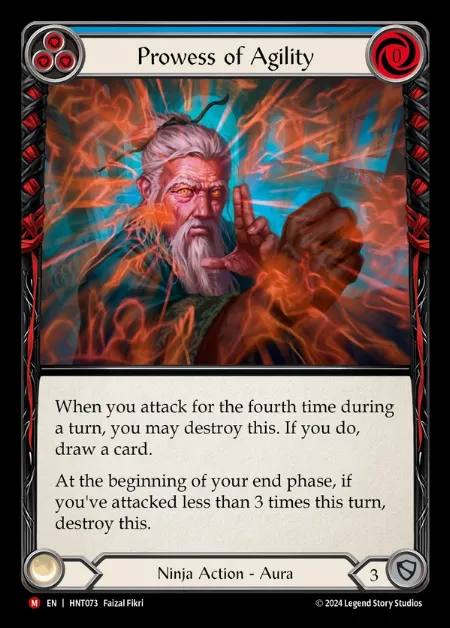 Prowess of Agility
0
When you attack for the fourth time during
a turn, you may destroy this. If you do,
draw a card.
At the beginning of your end phase, if
you've attacked less than 3 times this turn,
destroy this.
Ninja Action - Aura
3
M EN | HNT073 Faizal Fikri
© 2024 Legend Story Studios